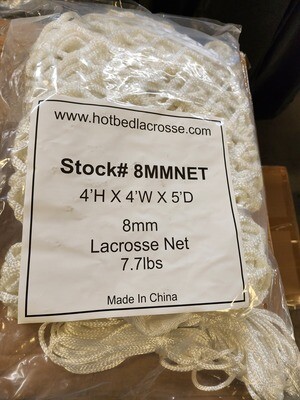 www.hotbedlacrosse.com
Stock# 8MMNET
4'H X 4'W X 5'D
8mm
Lacrosse Net
7.7lbs
Made In China